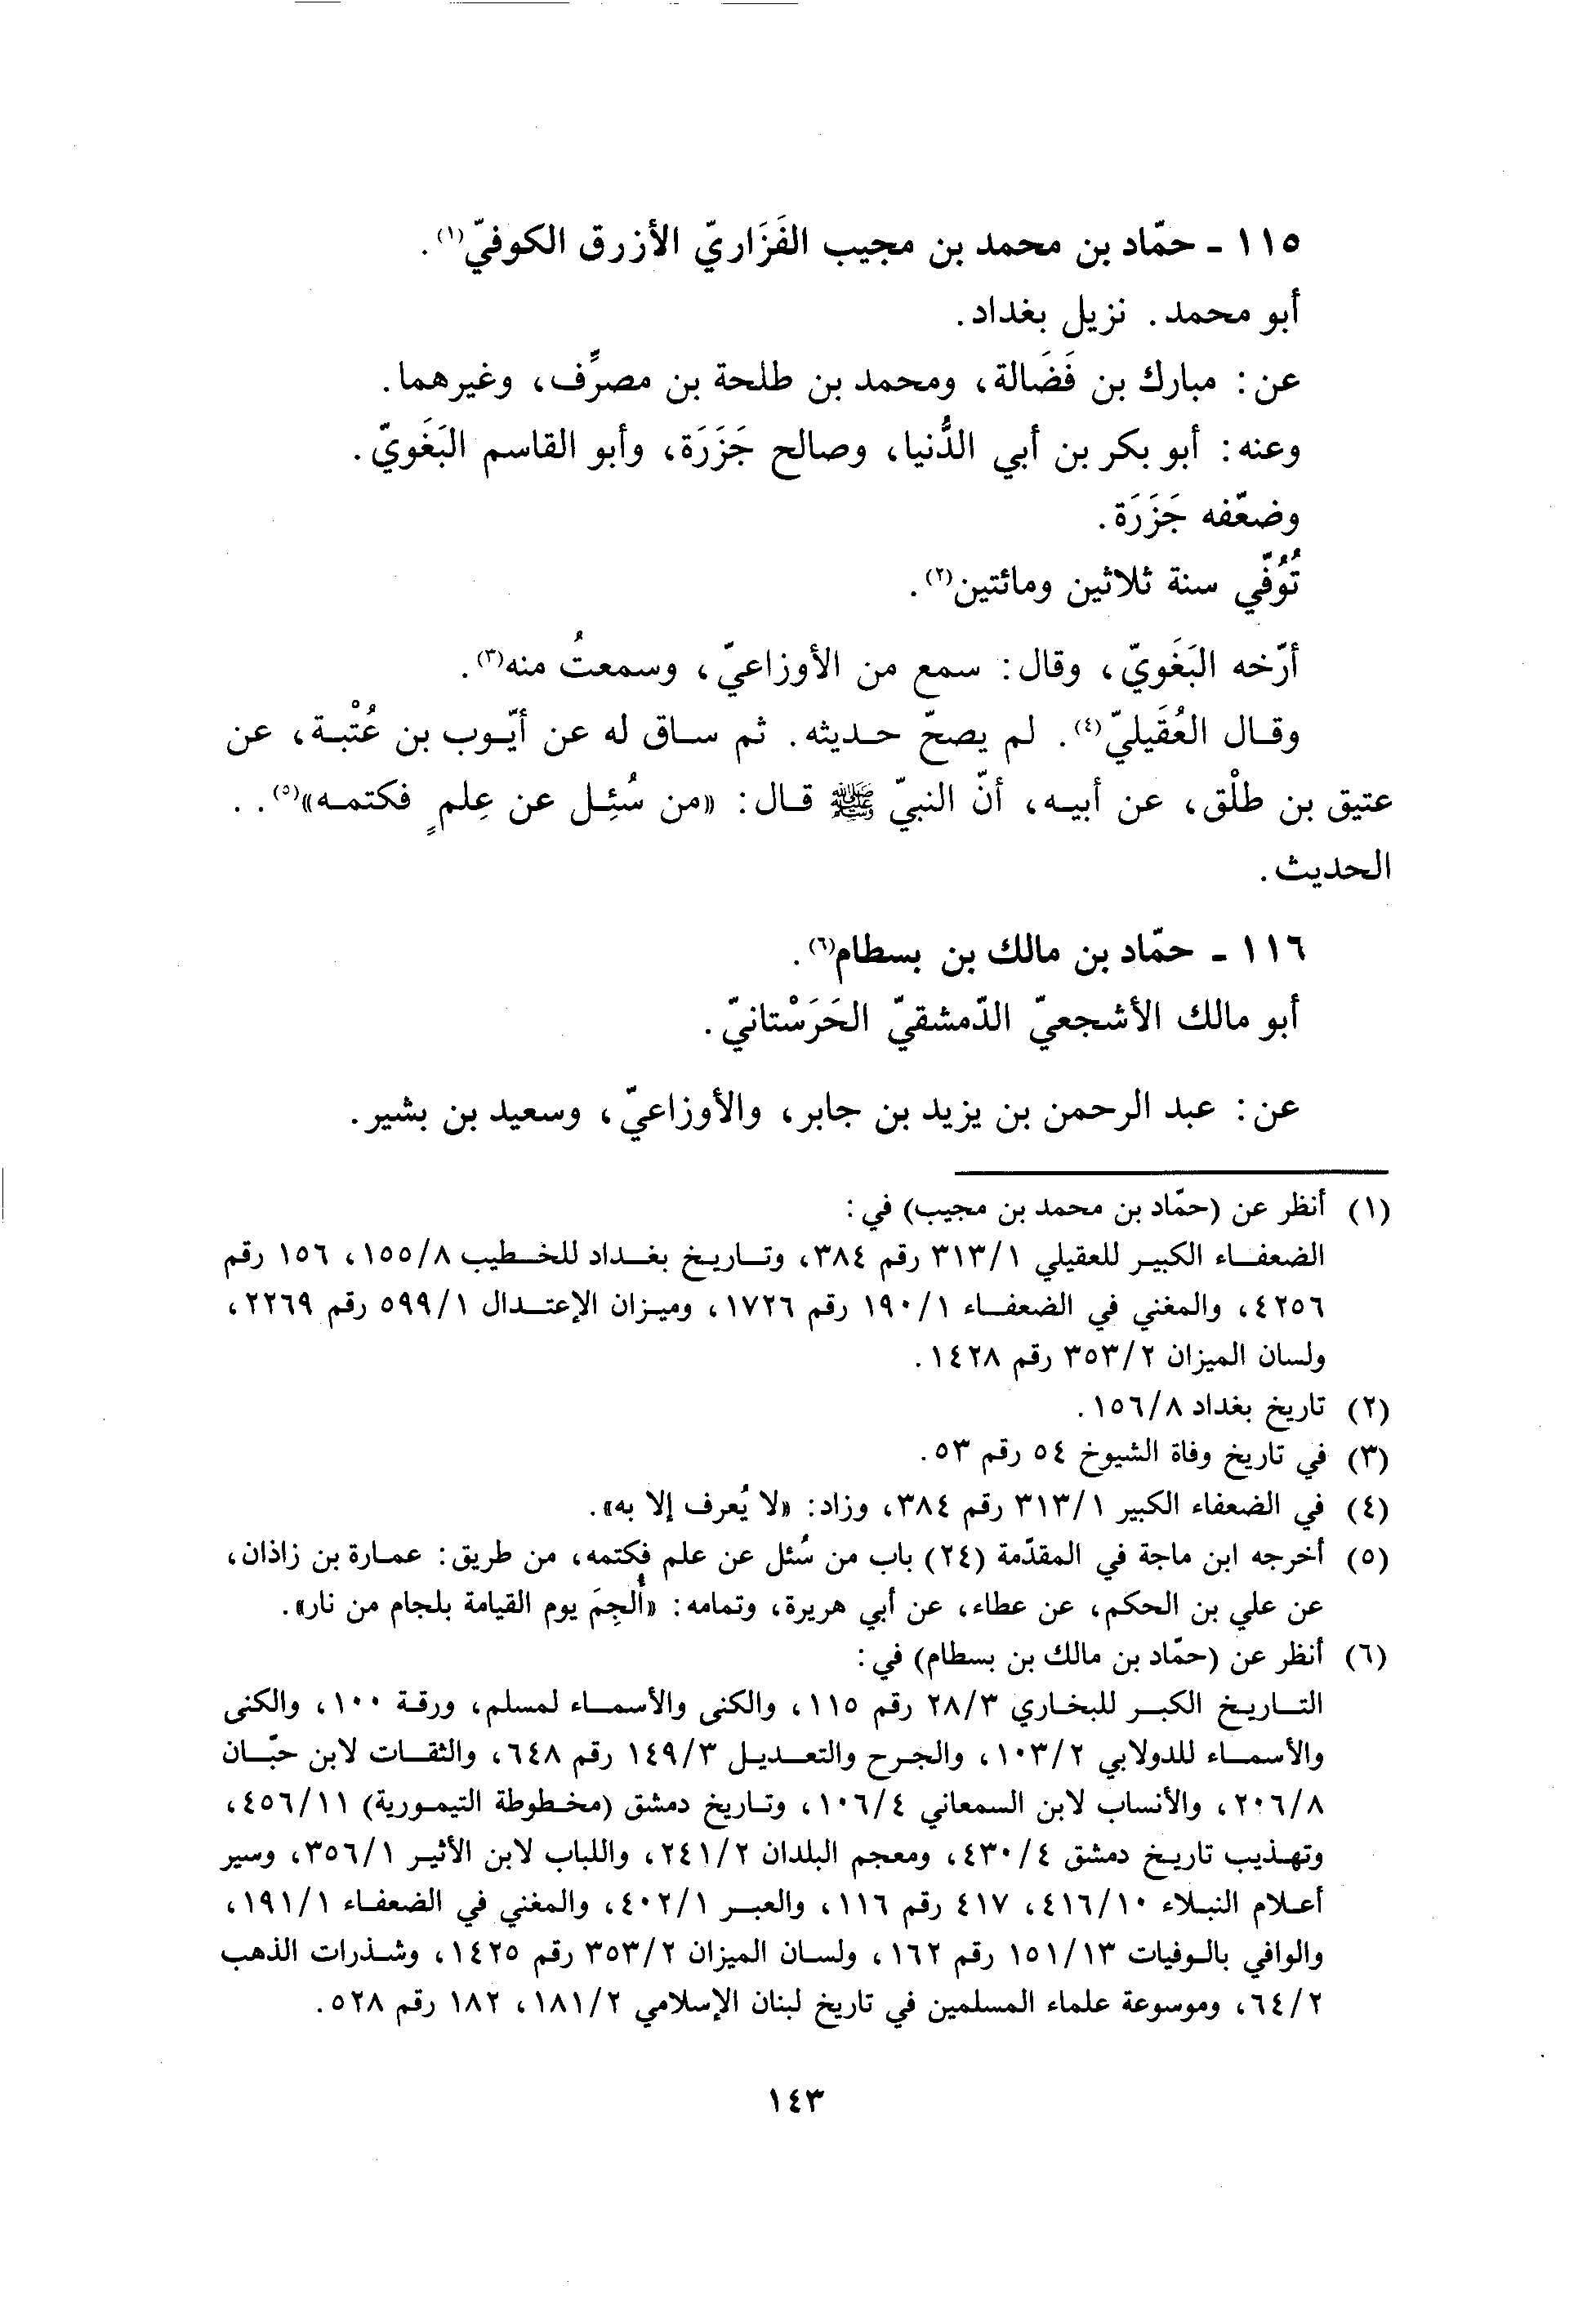 ١١٥ - حمّاد بن محمد بن مجيب الفَزَاريّ الأزرق الكوفيّ(١).
أبو محمد. نزيل بغداد.
عن: مبارك بن فَضَالة، ومحمد بن طلحة بن مصرِّف، وغيرهما.
وعنه: أبو بكر بن أبي الدُّنيا، وصالح جَزَرَة، وأبو القاسم البَغَويّ.
وضعّفه جَزَرَة.
تُوُفّي سنة ثلاثين ومائتين(٢).
أرّخه البَغَويّ، وقال: سمع من الأوزاعيّ، وسمعتُ منه(٣).
وقال العُقَيليّ(٤). لم يصحّ حديثه. ثم ساق له عن أيّوب بن عُتْبة، عن
عتيق بن طلْق، عن أبيه، أنّ النبيّ ﷺ قال: «من سُئِل عن عِلمٍ فكتمه»(٥). .
الحديث.
١١٦ - حمّاد بن مالك بن بسطام(٦).
أبو مالك الأشجعيّ الدّمشقيّ الحَرَسْتانيّ.
عن: عبد الرحمن بن يزيد بن جابر، والأوزاعيّ، وسعيد بن بشير.
(١) أنظر عن (حمّاد بن محمد بن مجيب) في:
الضعفاء الكبير للعقيلي ٣١٣/١ رقم ٣٨٤، وتاريخ بغداد للخطيب ١٥٥/٨، ١٥٦ رقم
٤٢٥٦، والمغني في الضعفاء ١٩٠/١ رقم ١٧٢٦، وميزان الإعتدال ٥٩٩/١ رقم ٢٢٦٩،
ولسان الميزان ٣٥٣/٢ رقم ١٤٢٨.
(٢) تاريخ بغداد ١٥٦/٨.
(٣) في تاريخ وفاة الشيوخ ٥٤ رقم ٥٣.
(٤) في الضعفاء الكبير ٣١٣/١ رقم ٣٨٤، وزاد: «لا يُعرف إلا به».
(٥) أخرجه ابن ماجة في المقدّمة (٢٤) باب من سُئل عن علم فكتمه، من طريق: عمارة بن زاذان،
عن علي بن الحكم، عن عطاء، عن أبي هريرة، وتمامه: «أُلجِمَ يوم القيامة بلجام من نار».
(٦) أنظر عن (حمّاد بن مالك بن بسطام) في:
التاريخ الكبر للبخاري ٢٨/٣ رقم ١١٥، والكنى والأسماء لمسلم، ورقة ١٠٠، والكنى
والأسماء للدولابي ١٠٣/٢، والجرح والتعديل ١٤٩/٣ رقم ٦٤٨، والثقات لابن حبّان
٢٠٦/٨، والأنساب لابن السمعاني ١٠٦/٤، وتاريخ دمشق (مخطوطة التيمورية) ٤٥٦/١١،
وتهذيب تاريخ دمشق ٤٣٠/٤، ومعجم البلدان ٢٤١/٢، واللباب لابن الأثير ٣٥٦/١، وسير
أعلام النبلاء ٤١٦/١٠، ٤١٧ رقم ١١٦، والعبر ٤٠٢/١، والمغني في الضعفاء ١٩١/١،
والوافي بالوفيات ١٥١/١٣ رقم ١٦٢، ولسان الميزان ٣٥٣/٢ رقم ١٤٢٥، وشذرات الذهب
٦٤/٢، وموسوعة علماء المسلمين في تاريخ لبنان الإسلامي ١٨١/٢، ١٨٢ رقم ٥٢٨.
١٤٣